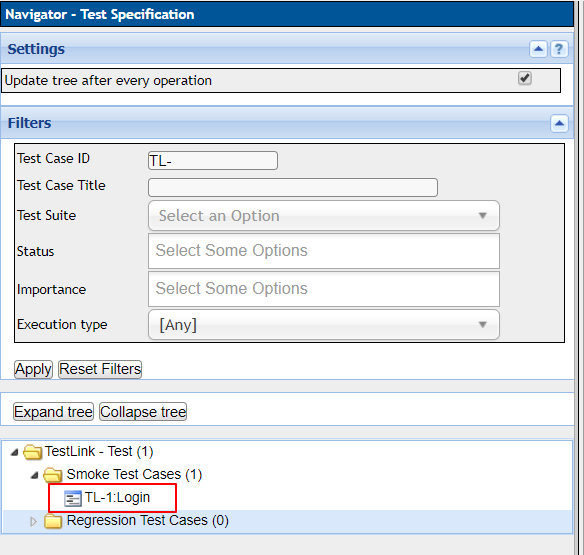 Navigator - Test Specification
Settings
?
Update tree after every operation
Filters
Test Case ID TL-
Test Case Title
Test Suite Select an Option
Status Select Some Options
Importance Select Some Options
Execution type [Any]
Apply Reset Filters
Expand tree Collapse tree
TestLink - Test (1)
Smoke Test Cases (1)
TL-1:Login
Regression Test Cases (0)